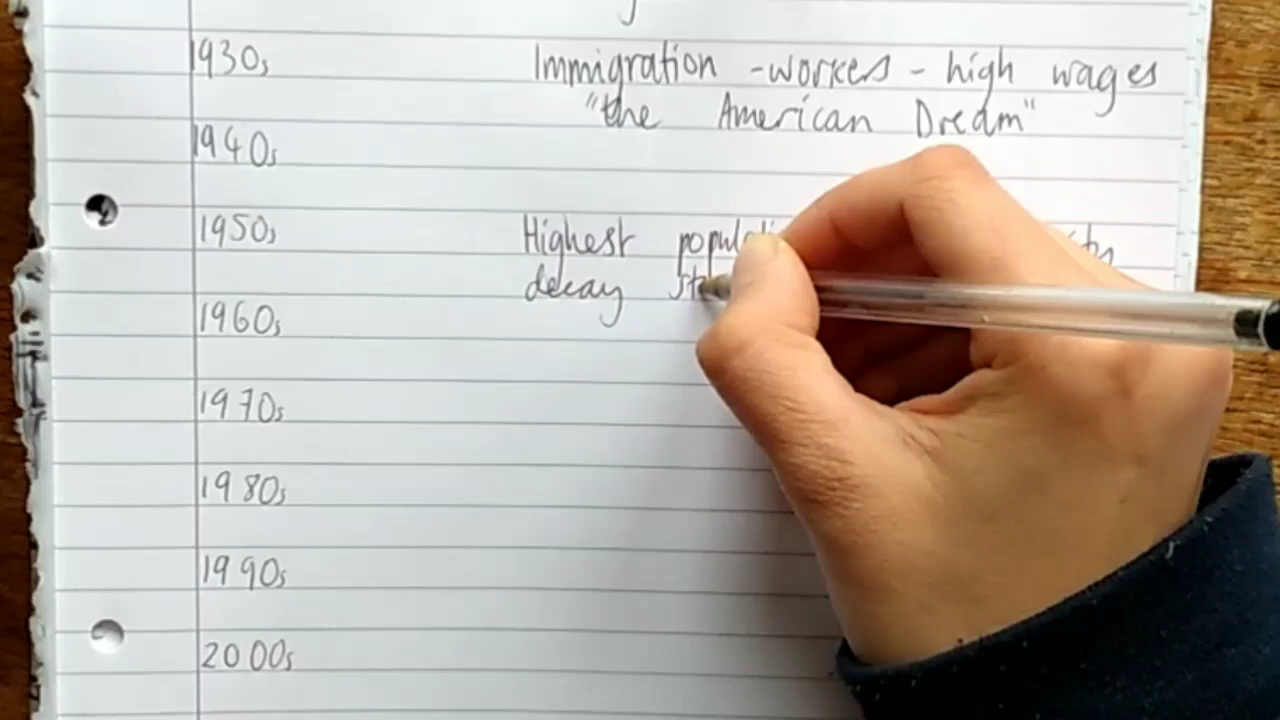 1930s Immigration - workers - high wages
"the American Dream"
1940s
1950s Highest
decay
1960s
1970s
1980s
1990s
2000s